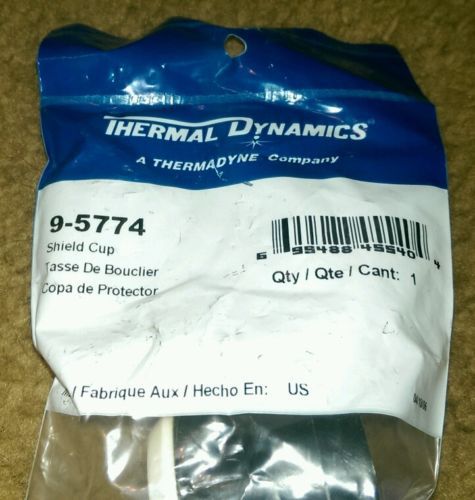 THERMAL DYNAMICS®
A THERMADYNE Company
9-5774
Shield Cup
Tasse De Bouclier
Copa de Protector
6 95488 45540 4
Qty / Qte / Cant: 1
/ Fabrique Aux / Hecho En: US